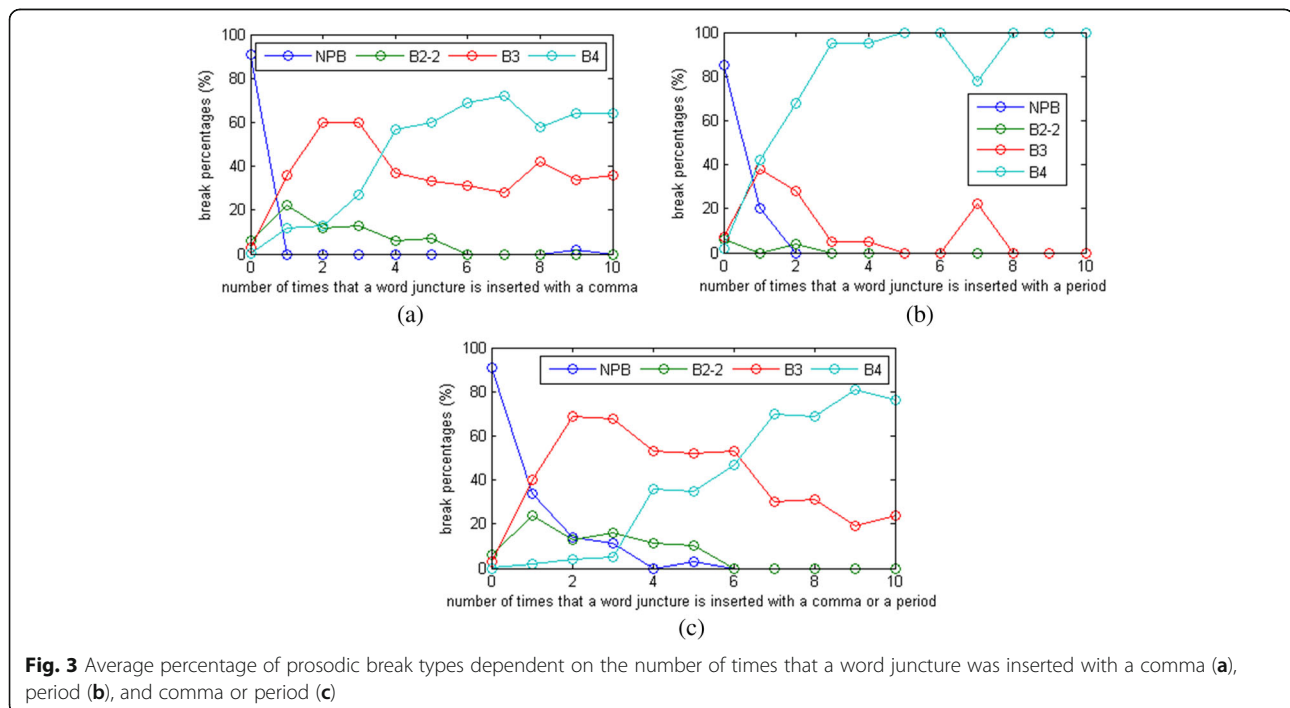 100
80
60
40
20
0
break percentages (%)
NPB B2-2 B3 B4
0 2 4 6 8 10
number of times that a word juncture is inserted with a comma
(a)
100
80
60
40
20
0
break percentages (%)
NPB
B2-2
B3
B4
0 2 4 6 8 10
number of times that a word juncture is inserted with a period
(b)
100
80
60
40
20
0
break percentages (%)
NPB B2-2 B3 B4
0 2 4 6 8 10
number of times that a word juncture is inserted with a comma or a period
(c)
Fig. 3 Average percentage of prosodic break types dependent on the number of times that a word juncture was inserted with a comma (a),
period (b), and comma or period (c)